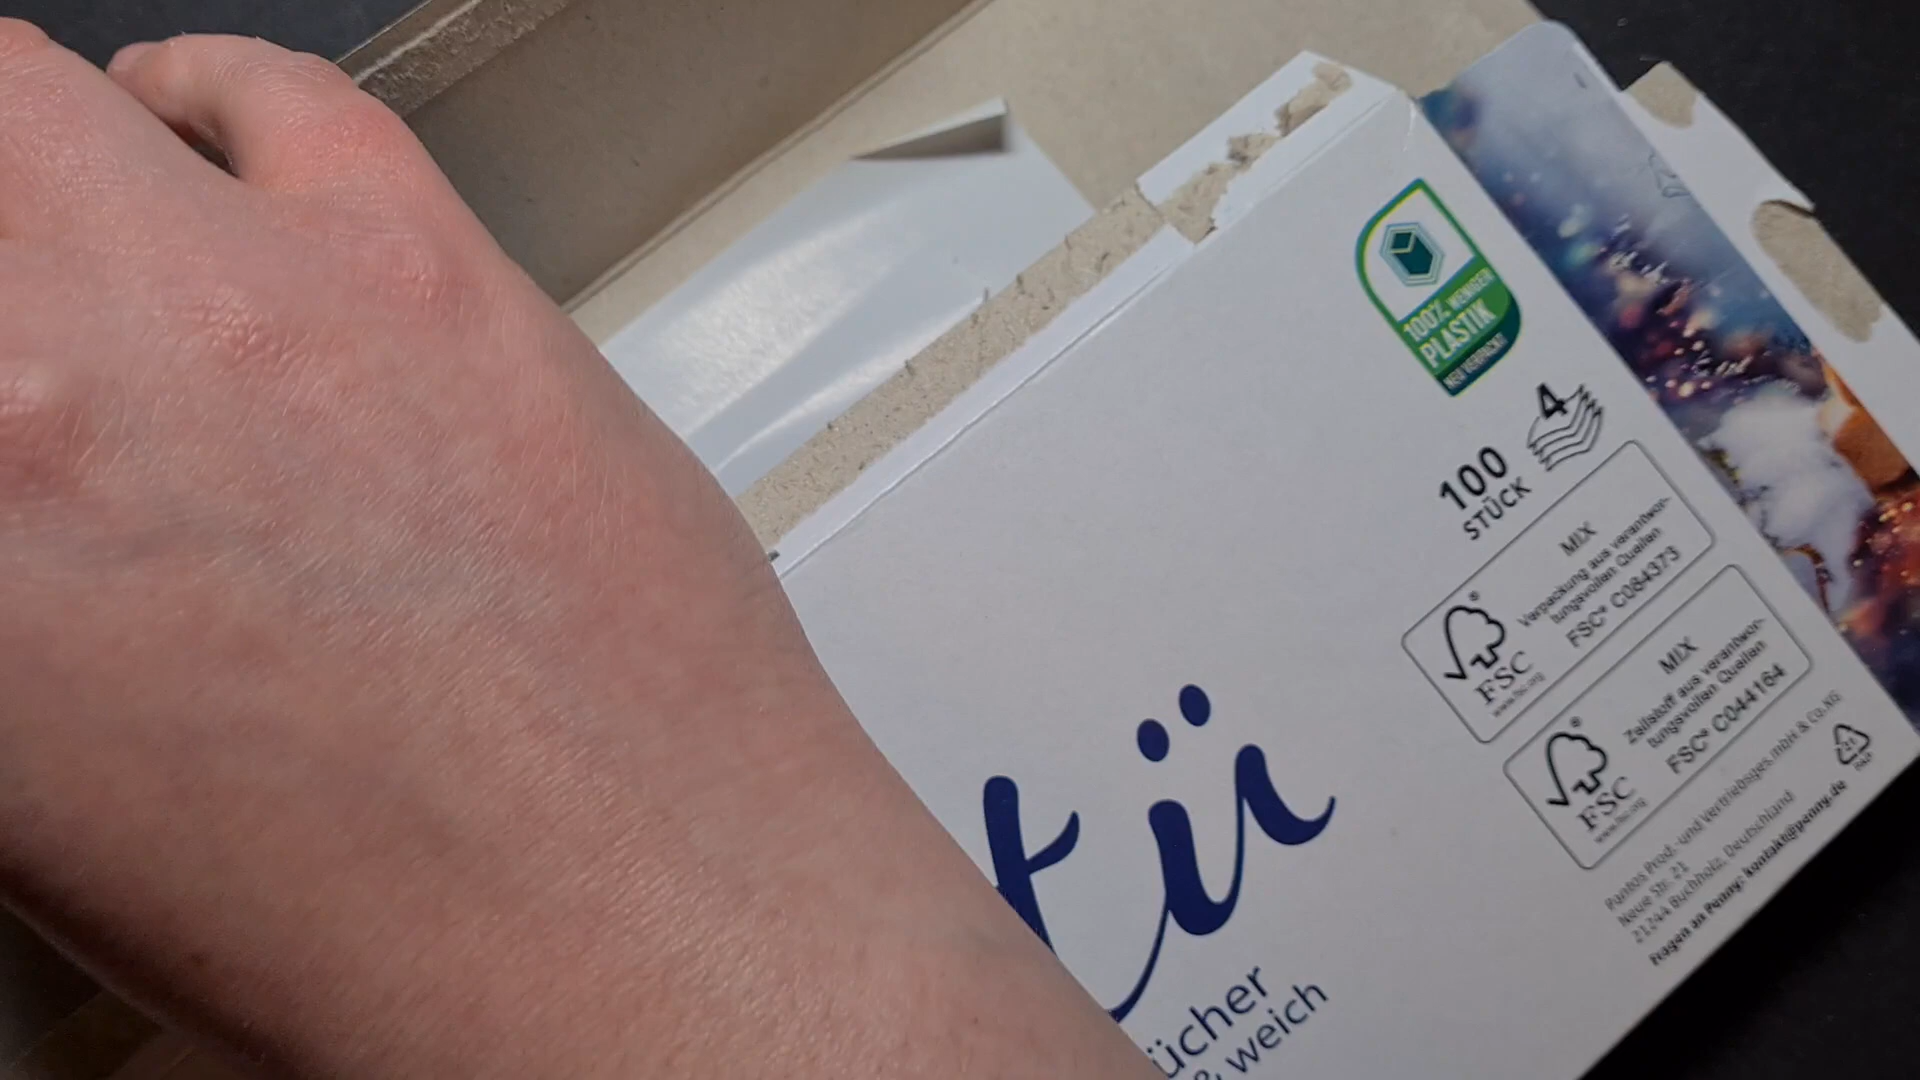 100% WENIGER
PLASTIK
NEU VERPACKT
4
100
STÜCK
MIX
Verpackung aus verantwor-
tungsvollen Quellen
FSC® C084373
FSC®
www.fsc.org
MIX
Zellstoff aus verantwor-
tungsvollen Quellen
FSC® C044164
FSC®
www.fsc.org
Pantos Prod.- und Vertriebsges.mbH & Co.KG
Neue Str. 21
21244 Buchholz, Deutschland
Fragen an Penny: kontakt@penny.de
21
PAP
tii
ücher
& weich